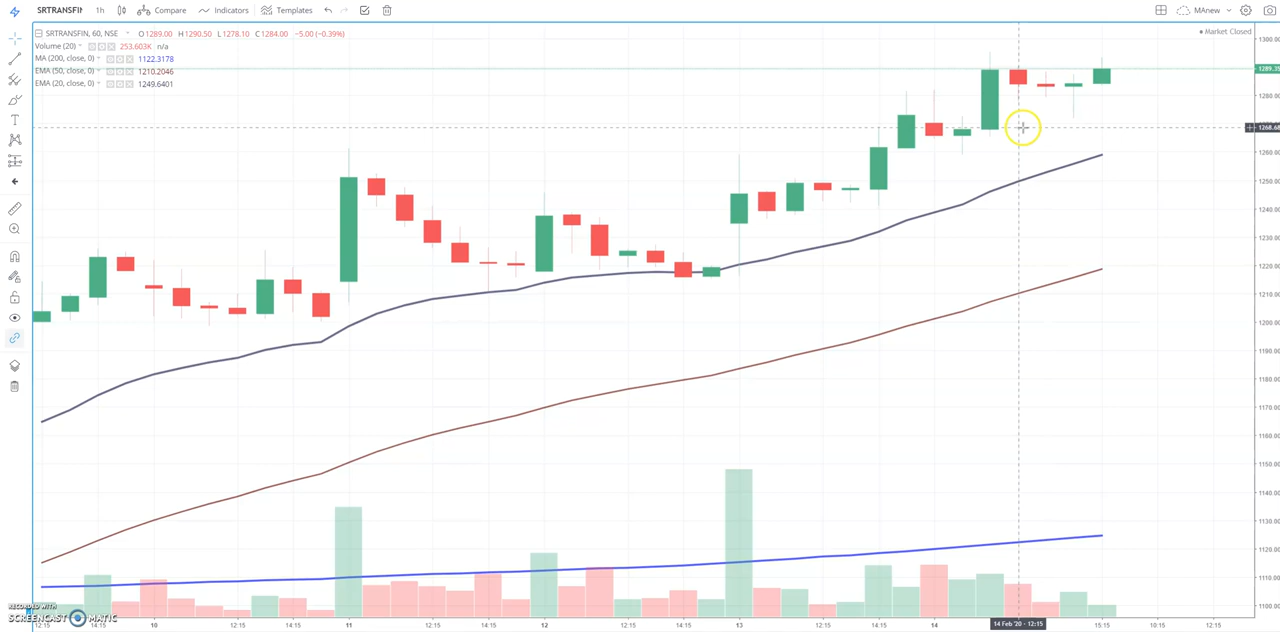 SRTRANSFIN 1h Compare Indicators Templates MAnew
SRTRANSFIN, 60, NSE O1289.00 H1290.50 L1278.10 C1284.00 −5.00 (−0.39%) Market Closed
Volume (20) 253.603K n/a
MA (200, close, 0) 1122.3178
EMA (50, close, 0) 1210.2046
EMA (20, close, 0) 1249.6401
1300.00
1289.35
1280.00
1268.68
1260.00
1250.00
1240.00
1230.00
1220.00
1210.00
1200.00
1190.00
1180.00
1170.00
1160.00
1150.00
1140.00
1130.00
1120.00
1110.00
1100.00
RECORDED WITH
SCREENCAST MATIC
12:15 14:15 10 12:15 14:15 11 12:15 14:15 12 12:15 14:15 13 12:15 14:15 14 14 Feb '20 - 12:15 15:15 10:15 12:15